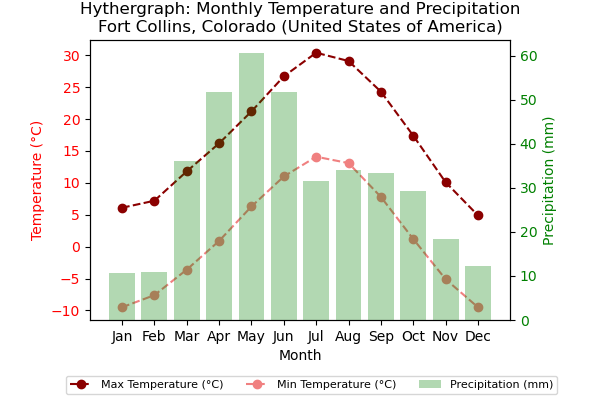 Hythergraph: Monthly Temperature and Precipitation
Fort Collins, Colorado (United States of America)
30
25
20
15
10
5
0
−5
−10
Temperature (°C)
60
50
40
30
20
10
0
Precipitation (mm)
Jan Feb Mar Apr May Jun Jul Aug Sep Oct Nov Dec
Month
Max Temperature (°C) Min Temperature (°C) Precipitation (mm)